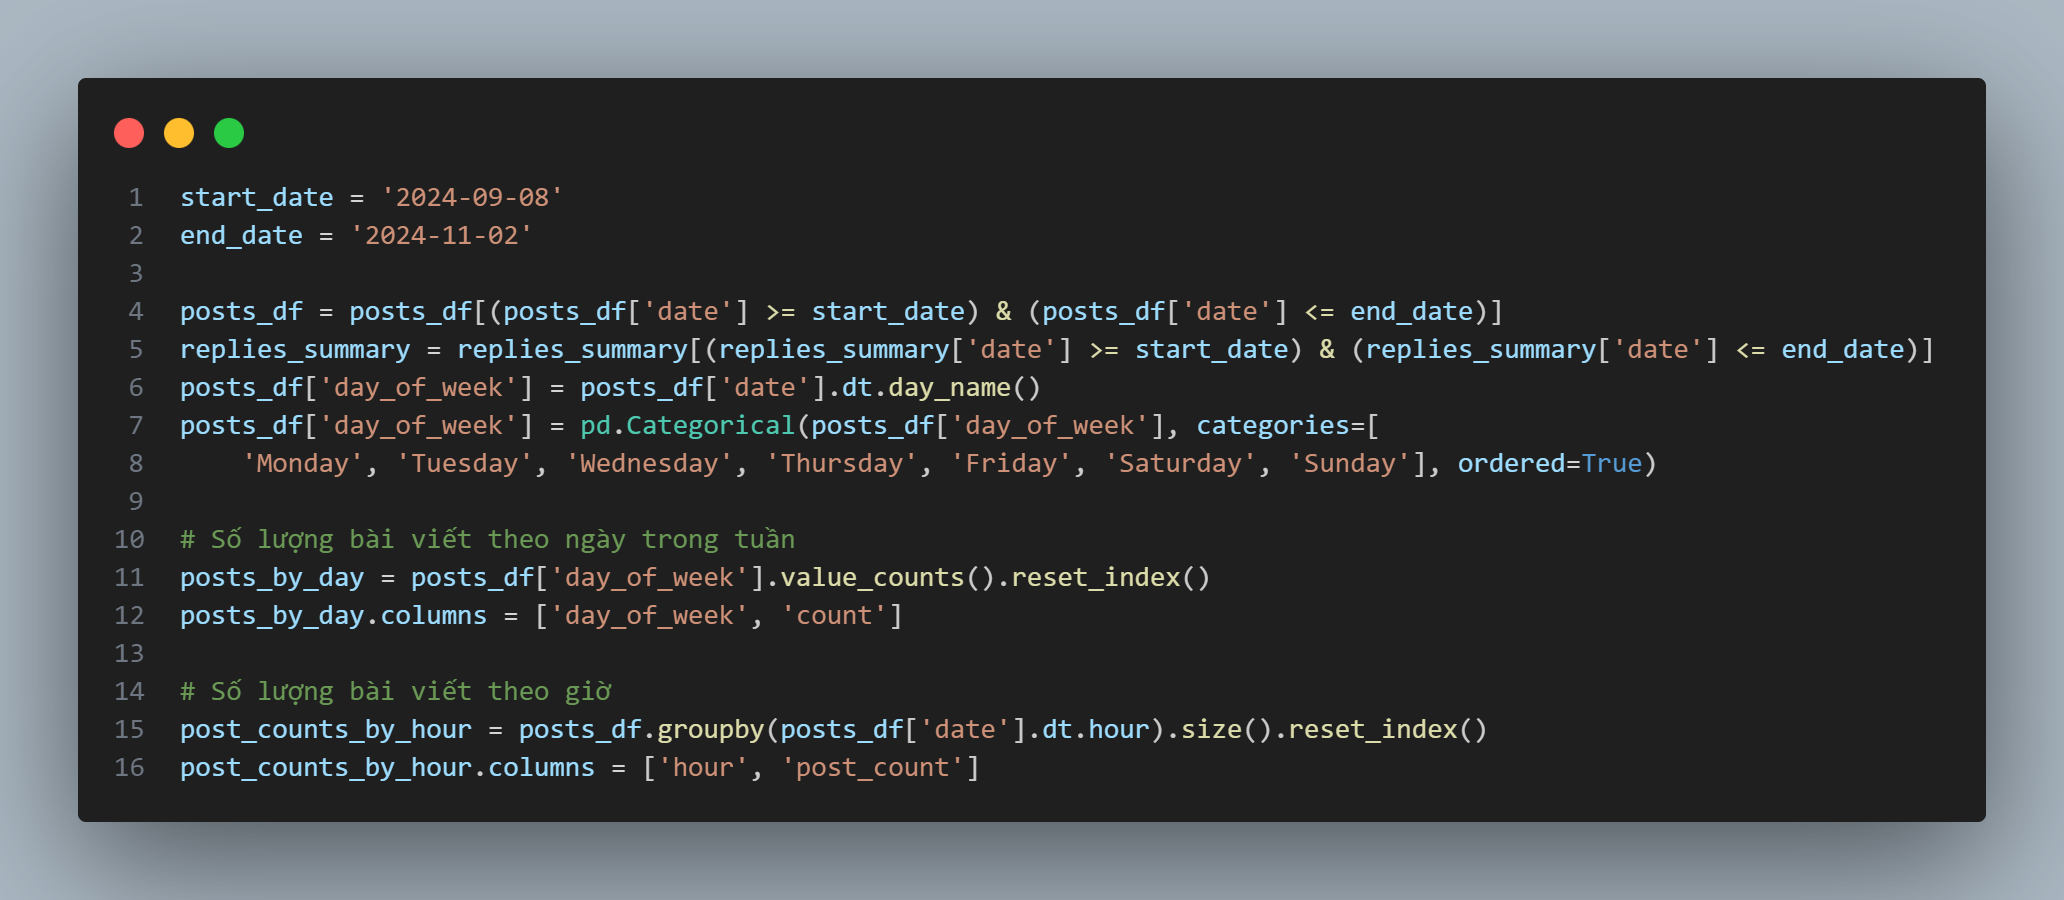 1 start_date = '2024-09-08'
2 end_date = '2024-11-02'
3
4 posts_df = posts_df[(posts_df['date'] >= start_date) & (posts_df['date'] <= end_date)]
5 replies_summary = replies_summary[(replies_summary['date'] >= start_date) & (replies_summary['date'] <= end_date)]
6 posts_df['day_of_week'] = posts_df['date'].dt.day_name()
7 posts_df['day_of_week'] = pd.Categorical(posts_df['day_of_week'], categories=[
8     'Monday', 'Tuesday', 'Wednesday', 'Thursday', 'Friday', 'Saturday', 'Sunday'], ordered=True)
9
10 # Số lượng bài viết theo ngày trong tuần
11 posts_by_day = posts_df['day_of_week'].value_counts().reset_index()
12 posts_by_day.columns = ['day_of_week', 'count']
13
14 # Số lượng bài viết theo giờ
15 post_counts_by_hour = posts_df.groupby(posts_df['date'].dt.hour).size().reset_index()
16 post_counts_by_hour.columns = ['hour', 'post_count']